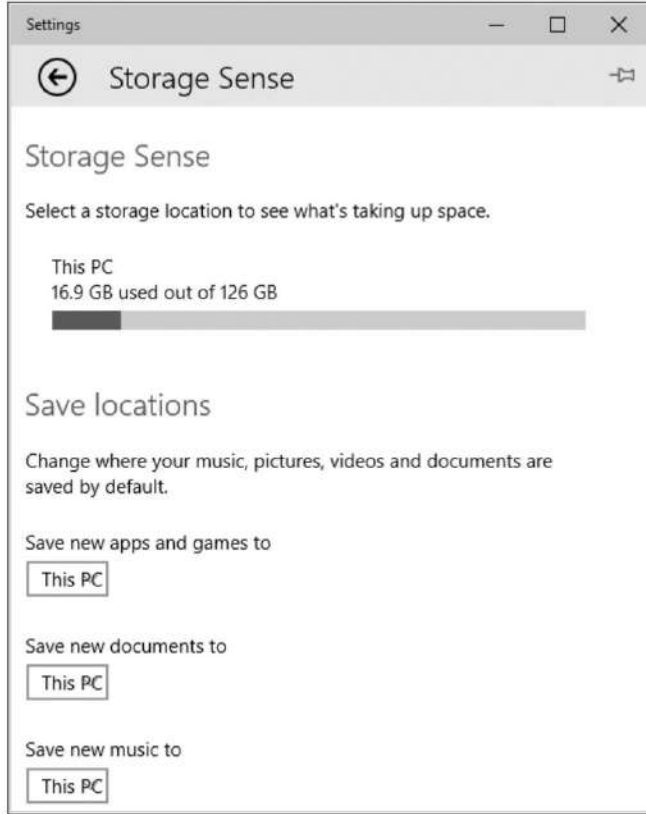 Settings
Storage Sense
Storage Sense
Select a storage location to see what's taking up space.
This PC
16.9 GB used out of 126 GB
Save locations
Change where your music, pictures, videos and documents are
saved by default.
Save new apps and games to
This PC
Save new documents to
This PC
Save new music to
This PC